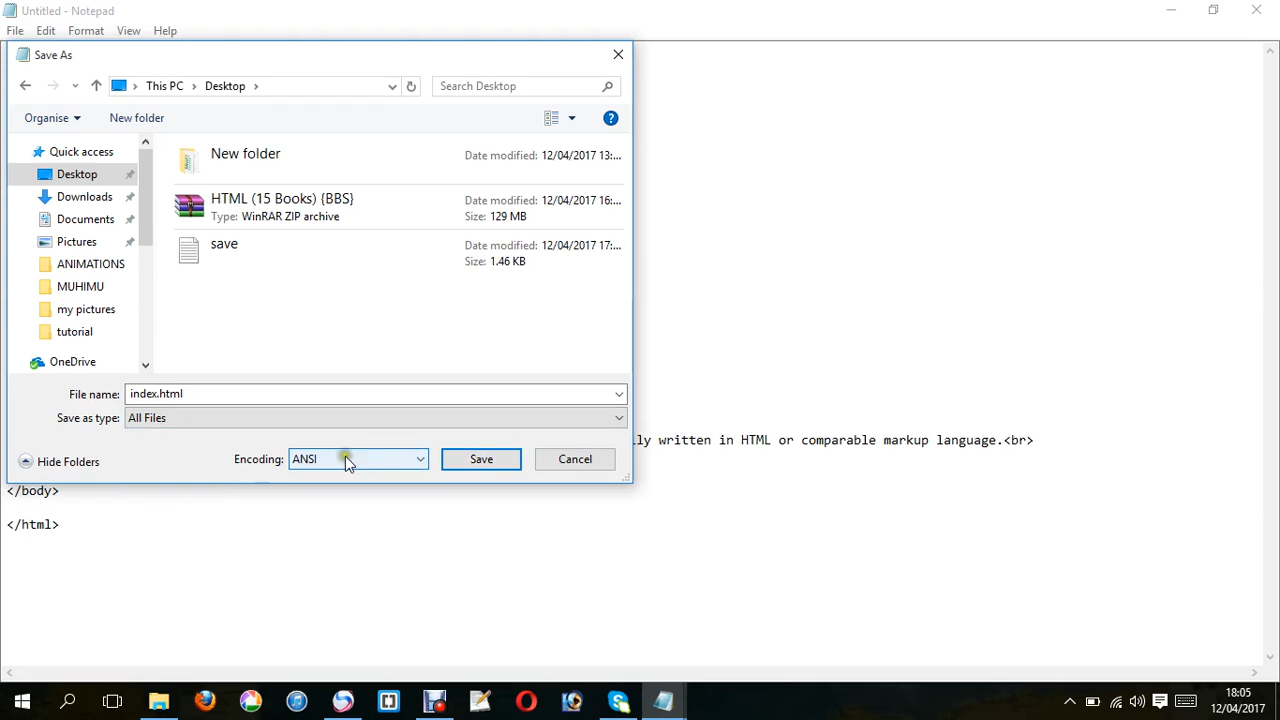 Untitled - Notepad
File Edit Format View Help
Save As
This PC Desktop
Search Desktop
Organise New folder
Quick access
Desktop
Downloads
Documents
Pictures
ANIMATIONS
MUHIMU
my pictures
tutorial
OneDrive
New folder Date modified: 12/04/2017 13:...
HTML (15 Books) {BBS} Date modified: 12/04/2017 16:...
Type: WinRAR ZIP archive Size: 129 MB
save Date modified: 12/04/2017 17:...
Size: 1.46 KB
File name: index.html
Save as type: All Files
ly written in HTML or comparable markup language.<br>
Hide Folders Encoding: ANSI Save Cancel
</body>
</html>
18:05
12/04/2017